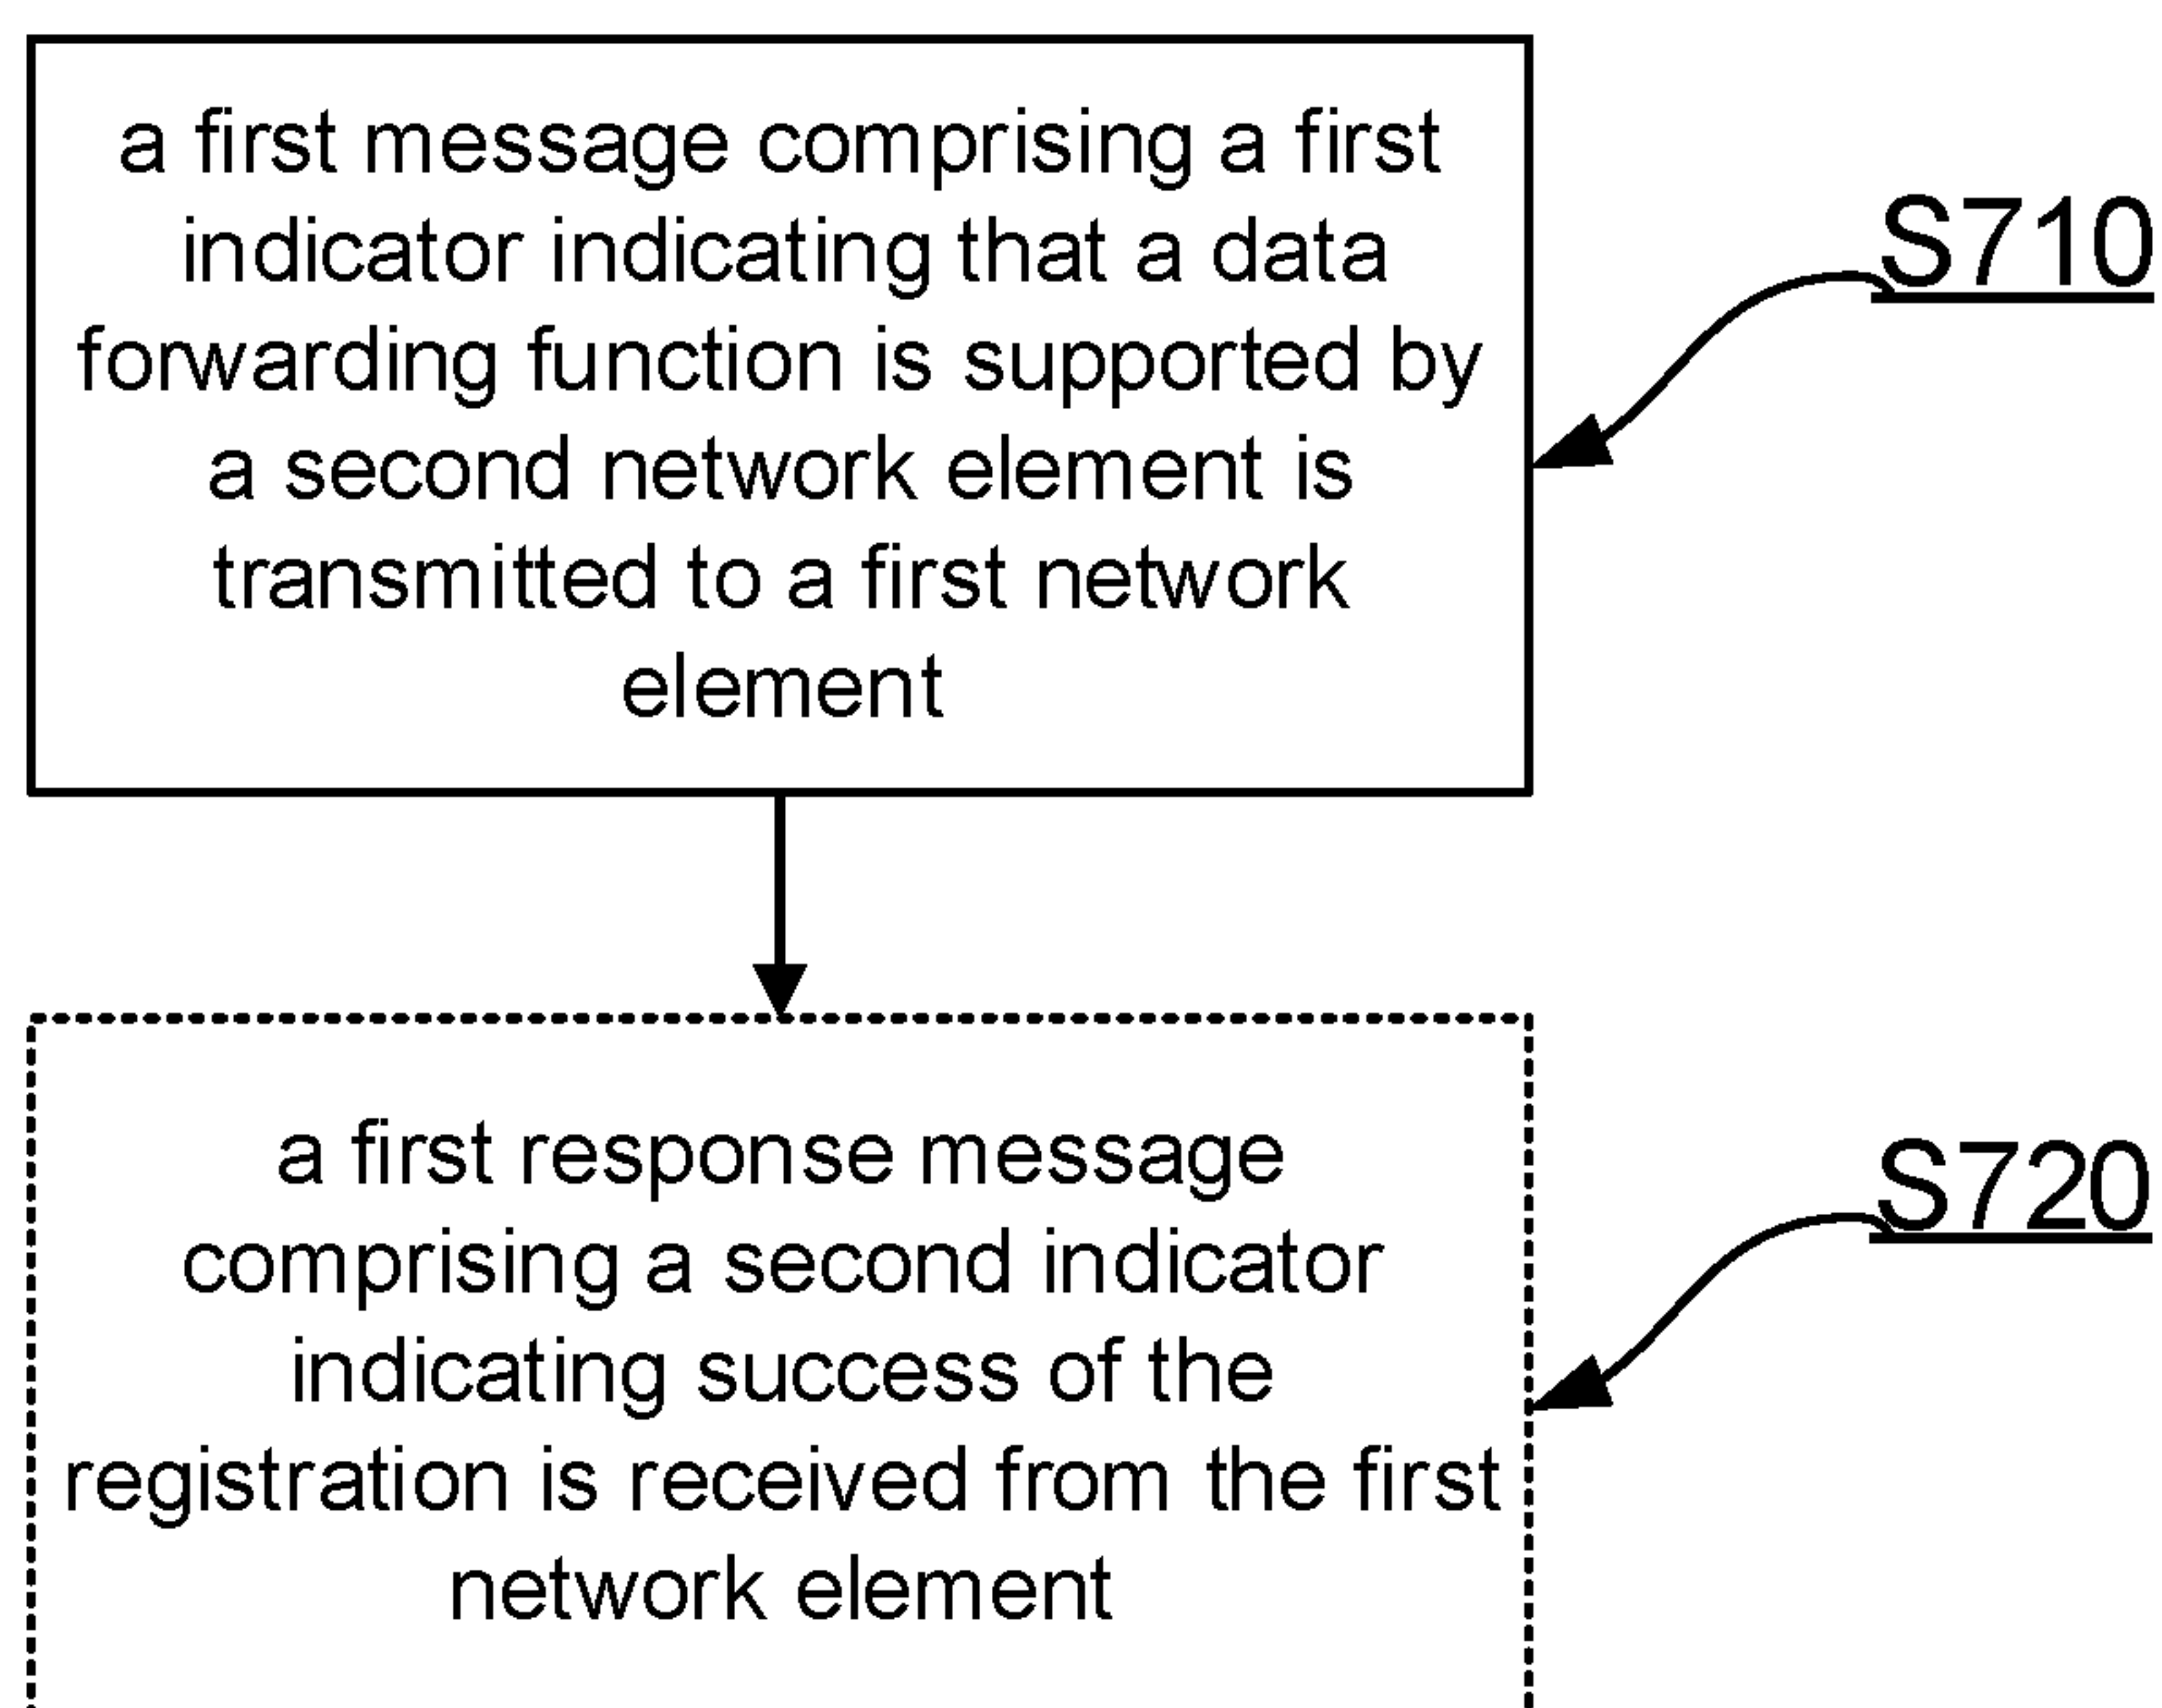 a first message comprising a first
indicator indicating that a data
forwarding function is supported by
a second network element is
transmitted to a first network
element
S710
a first response message
comprising a second indicator
indicating success of the
registration is received from the first
network element
S720